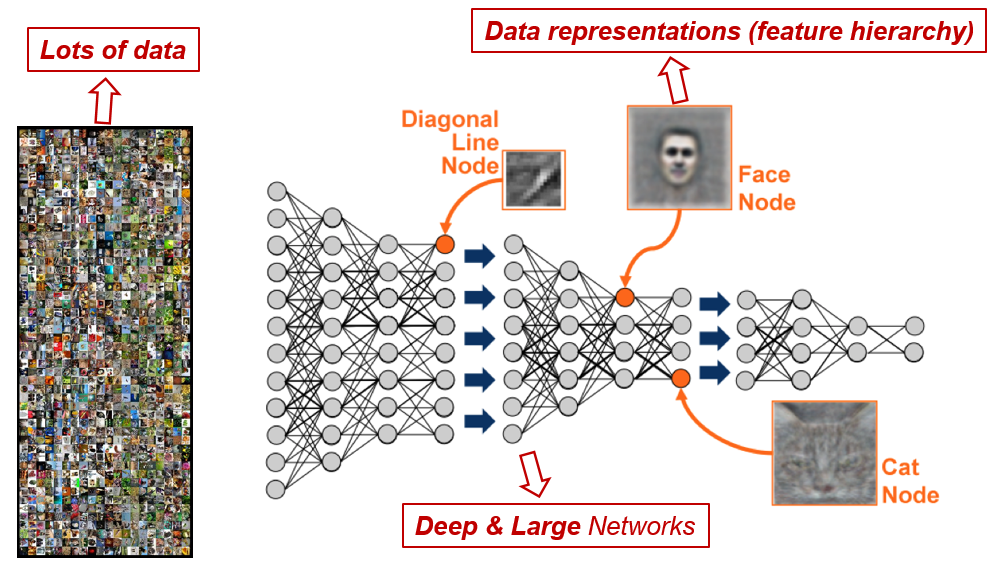 Lots of data
Data representations (feature hierarchy)
Diagonal
Line
Node
Face
Node
Cat
Node
Deep & Large Networks